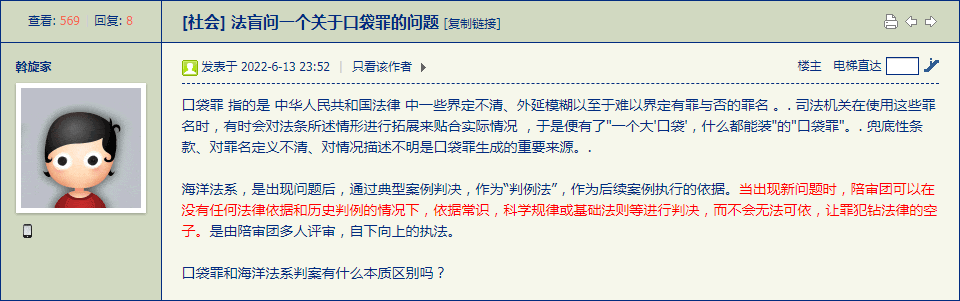 查看: 569 | 回复: 8
[社会] 法盲问一个关于口袋罪的问题 [复制链接]
斡旋家
发表于 2022-6-13 23:52 | 只看该作者
楼主 电梯直达
口袋罪 指的是 中华人民共和国法律 中一些界定不清、外延模糊以至于难以界定有罪与否的罪名 。. 司法机关在使用这些罪
名时，有时会对法条所述情形进行拓展来贴合实际情况 ，于是便有了"一个大'口袋'，什么都能装"的"口袋罪"。. 兜底性条
款、对罪名定义不清、对情况描述不明是口袋罪生成的重要来源。.
海洋法系，是出现问题后，通过典型案例判决，作为“判例法”，作为后续案例执行的依据。当出现新问题时，陪审团可以在
没有任何法律依据和历史判例的情况下，依据常识，科学规律或基础法则等进行判决，而不会无法可依，让罪犯钻法律的空
子。是由陪审团多人评审，自下向上的执法。
口袋罪和海洋法系判案有什么本质区别吗？